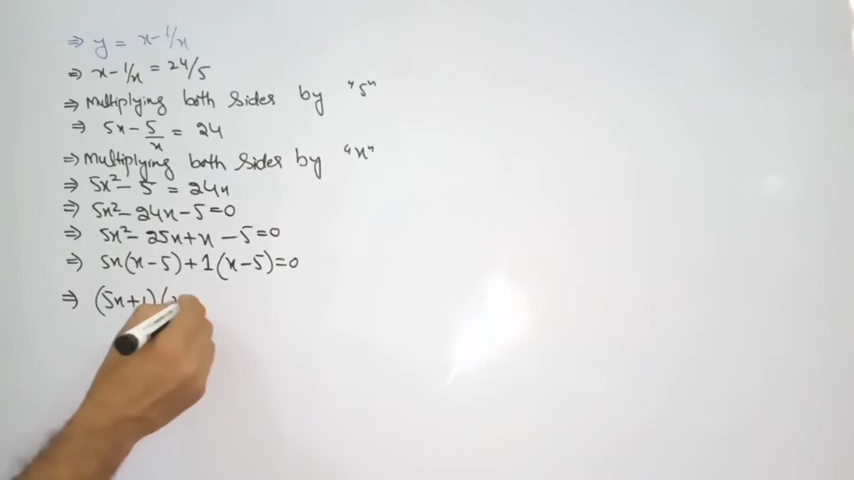 ⇒ y = x-1/x
⇒ x-1/x = 24/5
⇒ Multiplying both sides by "5"
⇒ 5x - 5/x = 24
⇒ Multiplying both sides by "x"
⇒ 5x² - 5 = 24x
⇒ 5x² - 24x - 5 = 0
⇒ 5x² - 25x + x - 5 = 0
⇒ 5x(x-5) + 1(x-5) = 0
⇒ (5x+1)(x